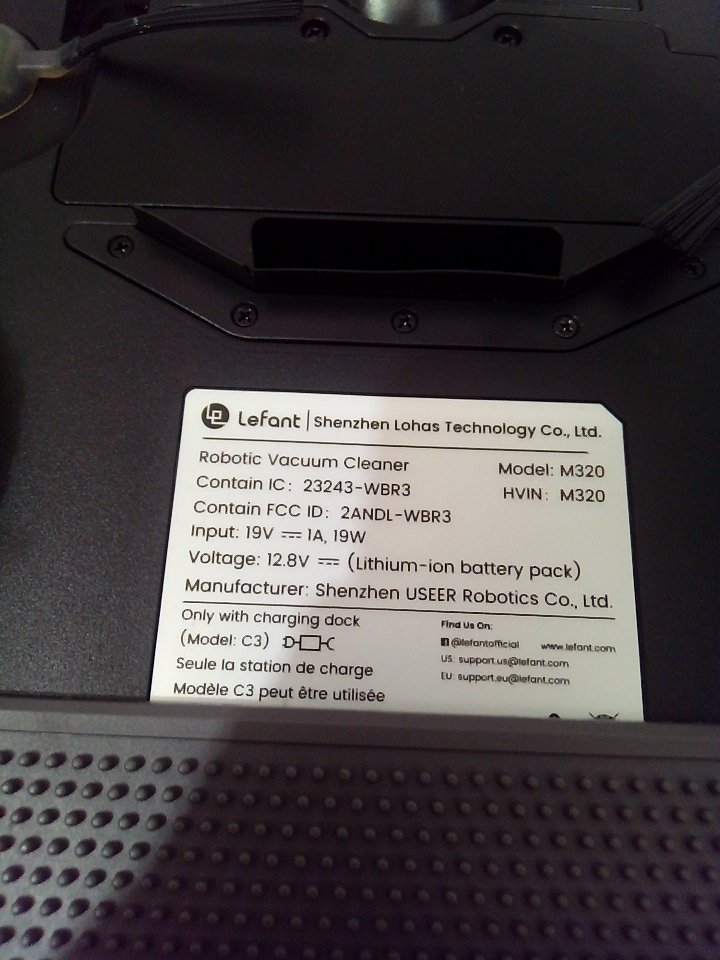 Lefant | Shenzhen Lohas Technology Co., Ltd.
Robotic Vacuum Cleaner
Model: M320
Contain IC: 23243-WBR3
HVIN: M320
Contain FCC ID: 2ANDL-WBR3
Input: 19V ⎓ 1A, 19W
Voltage: 12.8V ⎓ (Lithium-ion battery pack)
Manufacturer: Shenzhen USEER Robotics Co., Ltd.
Only with charging dock
(Model: C3)
Seule la station de charge
Modèle C3 peut être utilisée
Find Us On:
@lefantofficial www.lefant.com
US: support.us@lefant.com
EU: support.eu@lefant.com